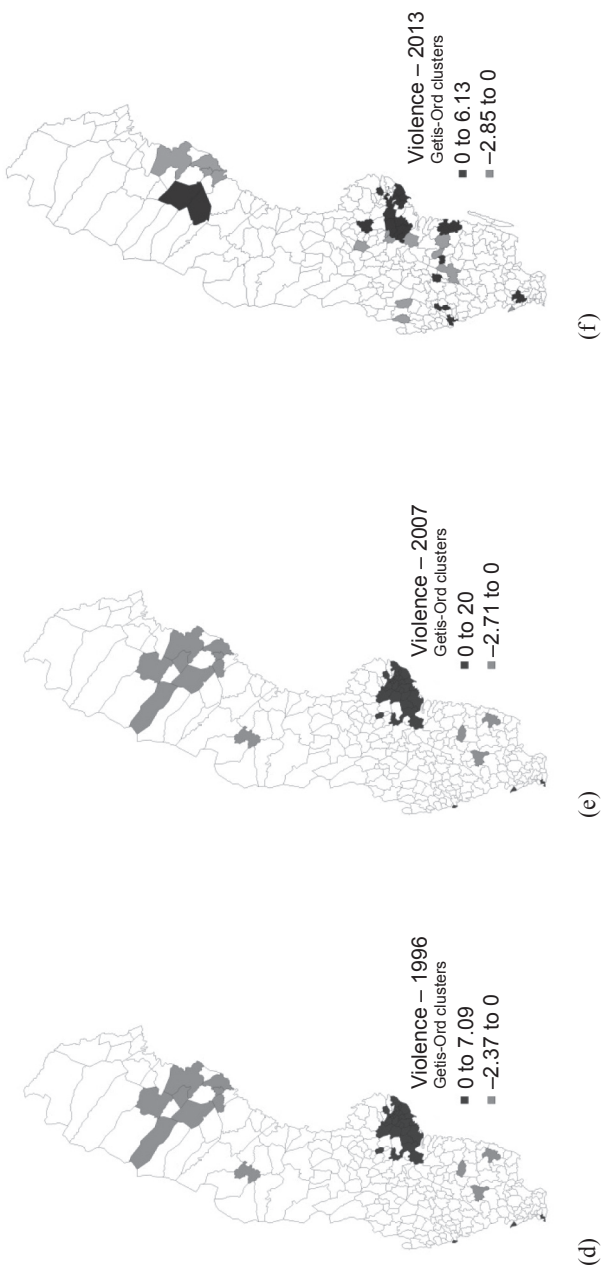 Violence – 2013
Getis-Ord clusters
0 to 6.13
–2.85 to 0
(f)
Violence – 2007
Getis-Ord clusters
0 to 20
–2.71 to 0
(e)
Violence – 1996
Getis-Ord clusters
0 to 7.09
–2.37 to 0
(d)